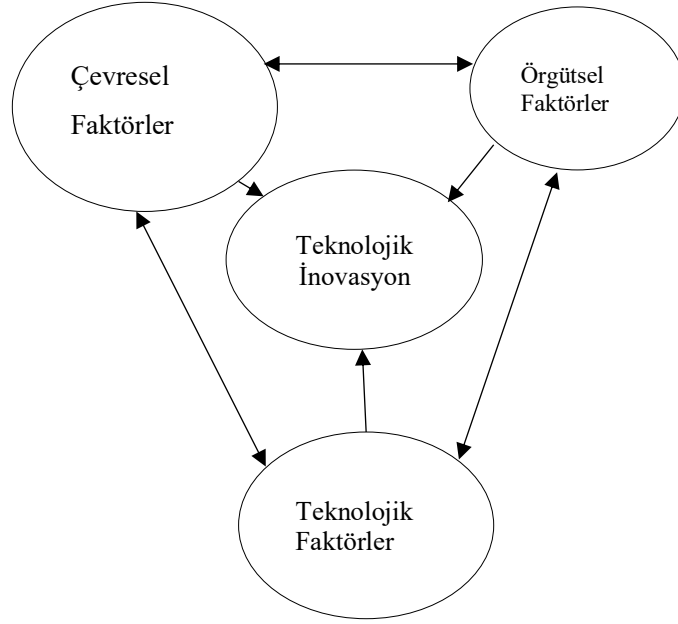 Çevresel
Faktörler
Örgütsel
Faktörler
Teknolojik
İnovasyon
Teknolojik
Faktörler